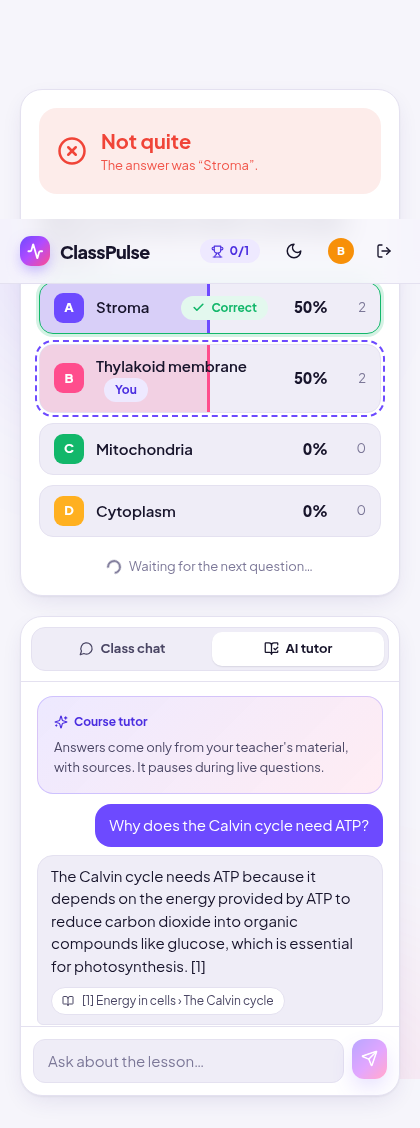 Not quite
The answer was “Stroma”.
ClassPulse
0/1
B
A Stroma Correct 50% 2
B Thylakoid membrane 50% 2
You
C Mitochondria 0% 0
D Cytoplasm 0% 0
Waiting for the next question…
Class chat AI tutor
Course tutor
Answers come only from your teacher’s material,
with sources. It pauses during live questions.
Why does the Calvin cycle need ATP?
The Calvin cycle needs ATP because it
depends on the energy provided by ATP to
reduce carbon dioxide into organic
compounds like glucose, which is essential
for photosynthesis. [1]
[1] Energy in cells › The Calvin cycle
Ask about the lesson…